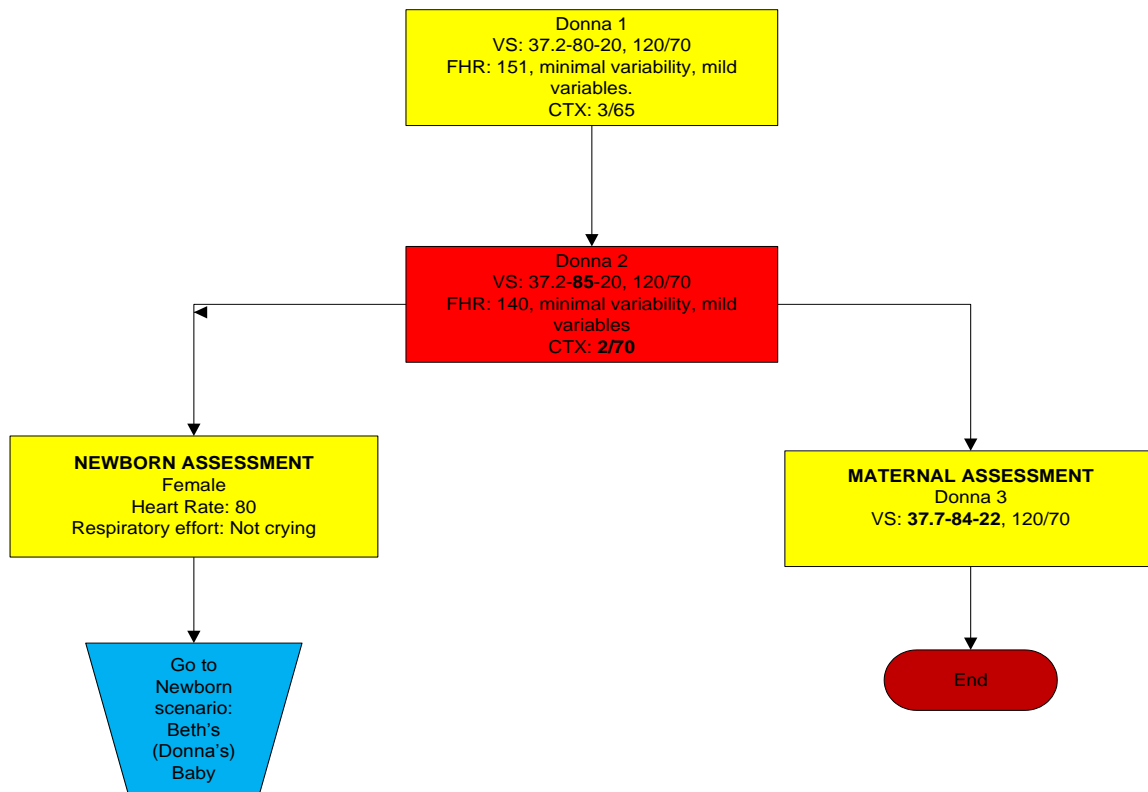 Donna 1
VS: 37.2-80-20, 120/70
FHR: 151, minimal variability, mild
variables.
CTX: 3/65
Donna 2
VS: 37.2-85-20, 120/70
FHR: 140, minimal variability, mild
variables
CTX: 2/70
NEWBORN ASSESSMENT
Female
Heart Rate: 80
Respiratory effort: Not crying
MATERNAL ASSESSMENT
Donna 3
VS: 37.7-84-22, 120/70
Go to
Newborn
scenario:
Beth's
(Donna's)
Baby
End